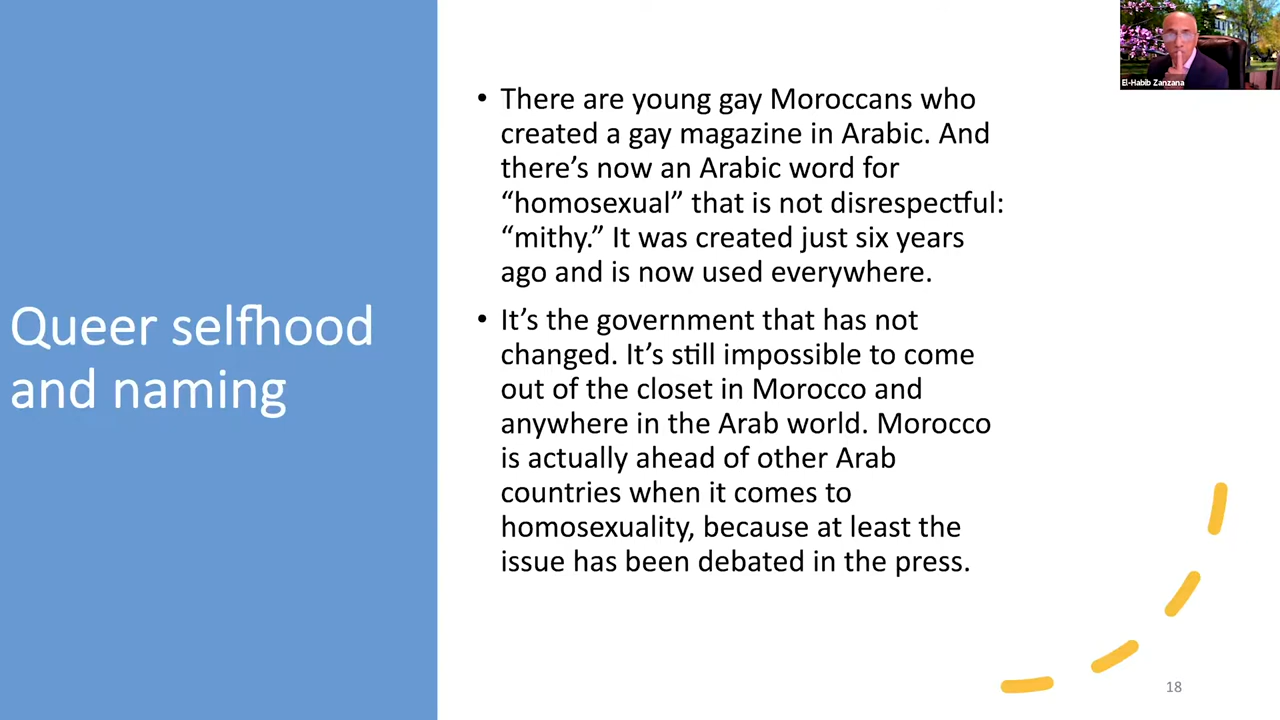 El-Habib Zanzana
Queer selfhood
and naming
• There are young gay Moroccans who
created a gay magazine in Arabic. And
there’s now an Arabic word for
“homosexual” that is not disrespectful:
“mithy.” It was created just six years
ago and is now used everywhere.
• It’s the government that has not
changed. It’s still impossible to come
out of the closet in Morocco and
anywhere in the Arab world. Morocco
is actually ahead of other Arab
countries when it comes to
homosexuality, because at least the
issue has been debated in the press.
18